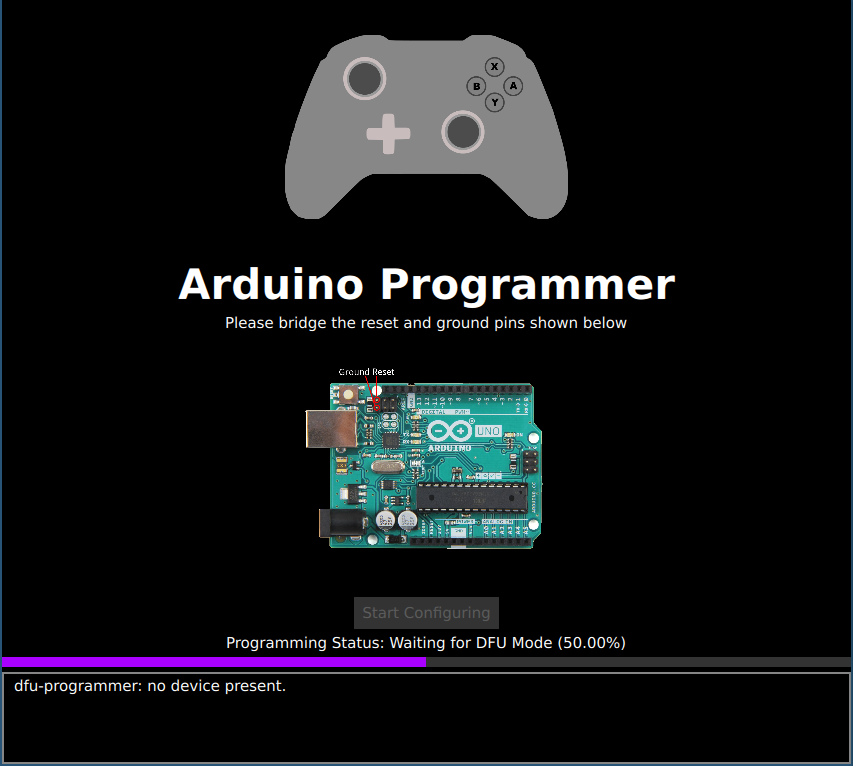 X
B A
Y
Arduino Programmer
Please bridge the reset and ground pins shown below
Ground Reset
UNO
ARDUINO
Start Configuring
Programming Status: Waiting for DFU Mode (50.00%)
dfu-programmer: no device present.